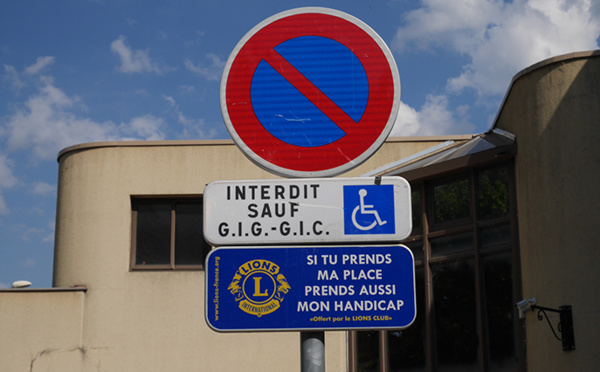 INTERDIT
SAUF
G.I.G.-G.I.C.
www.lions-france.org
LIONS
L
INTERNATIONAL
SI TU PRENDS
MA PLACE
PRENDS AUSSI
MON HANDICAP
«Offert par le LIONS CLUB»